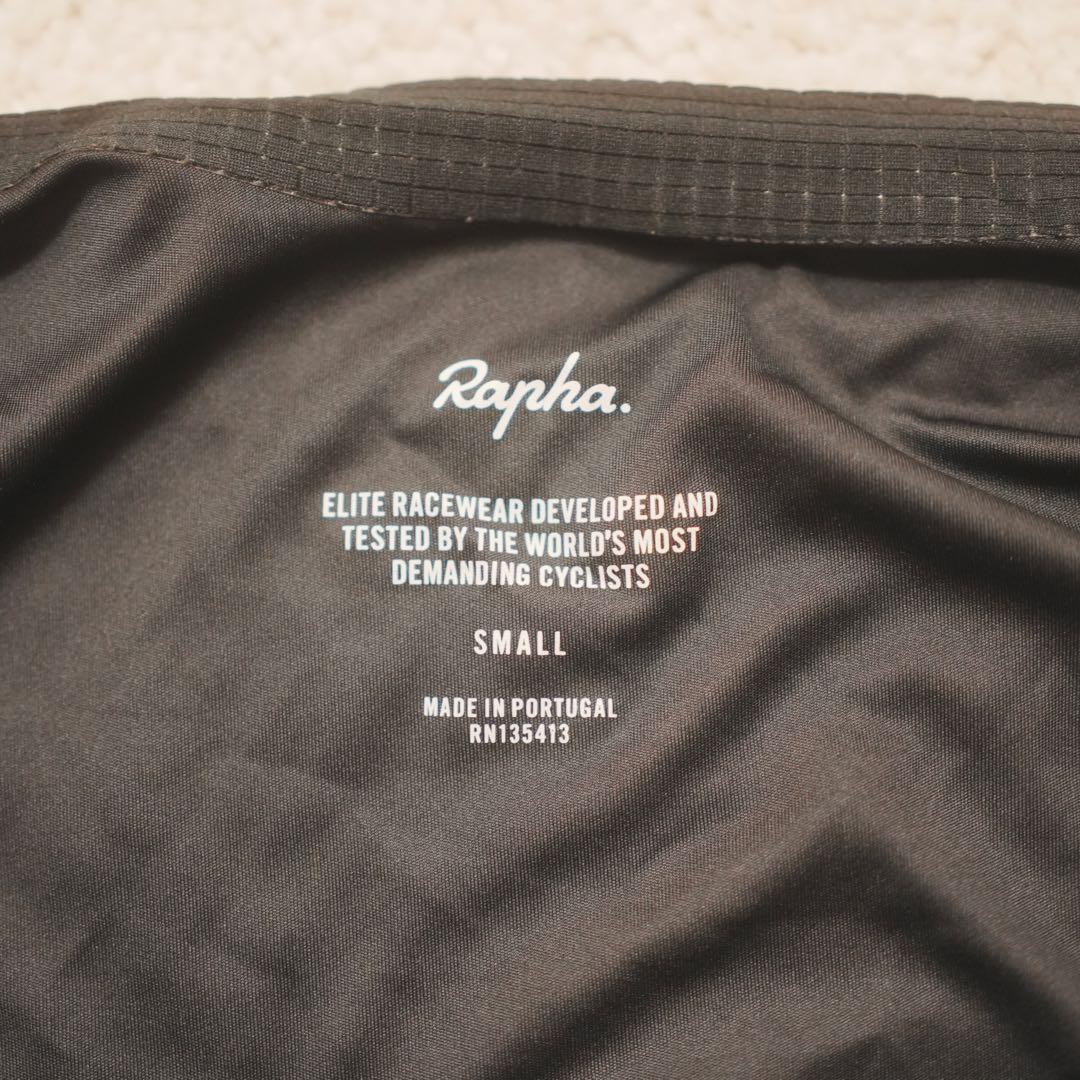 Rapha.
ELITE RACEWEAR DEVELOPED AND
TESTED BY THE WORLD'S MOST
DEMANDING CYCLISTS
SMALL
MADE IN PORTUGAL
RN135413